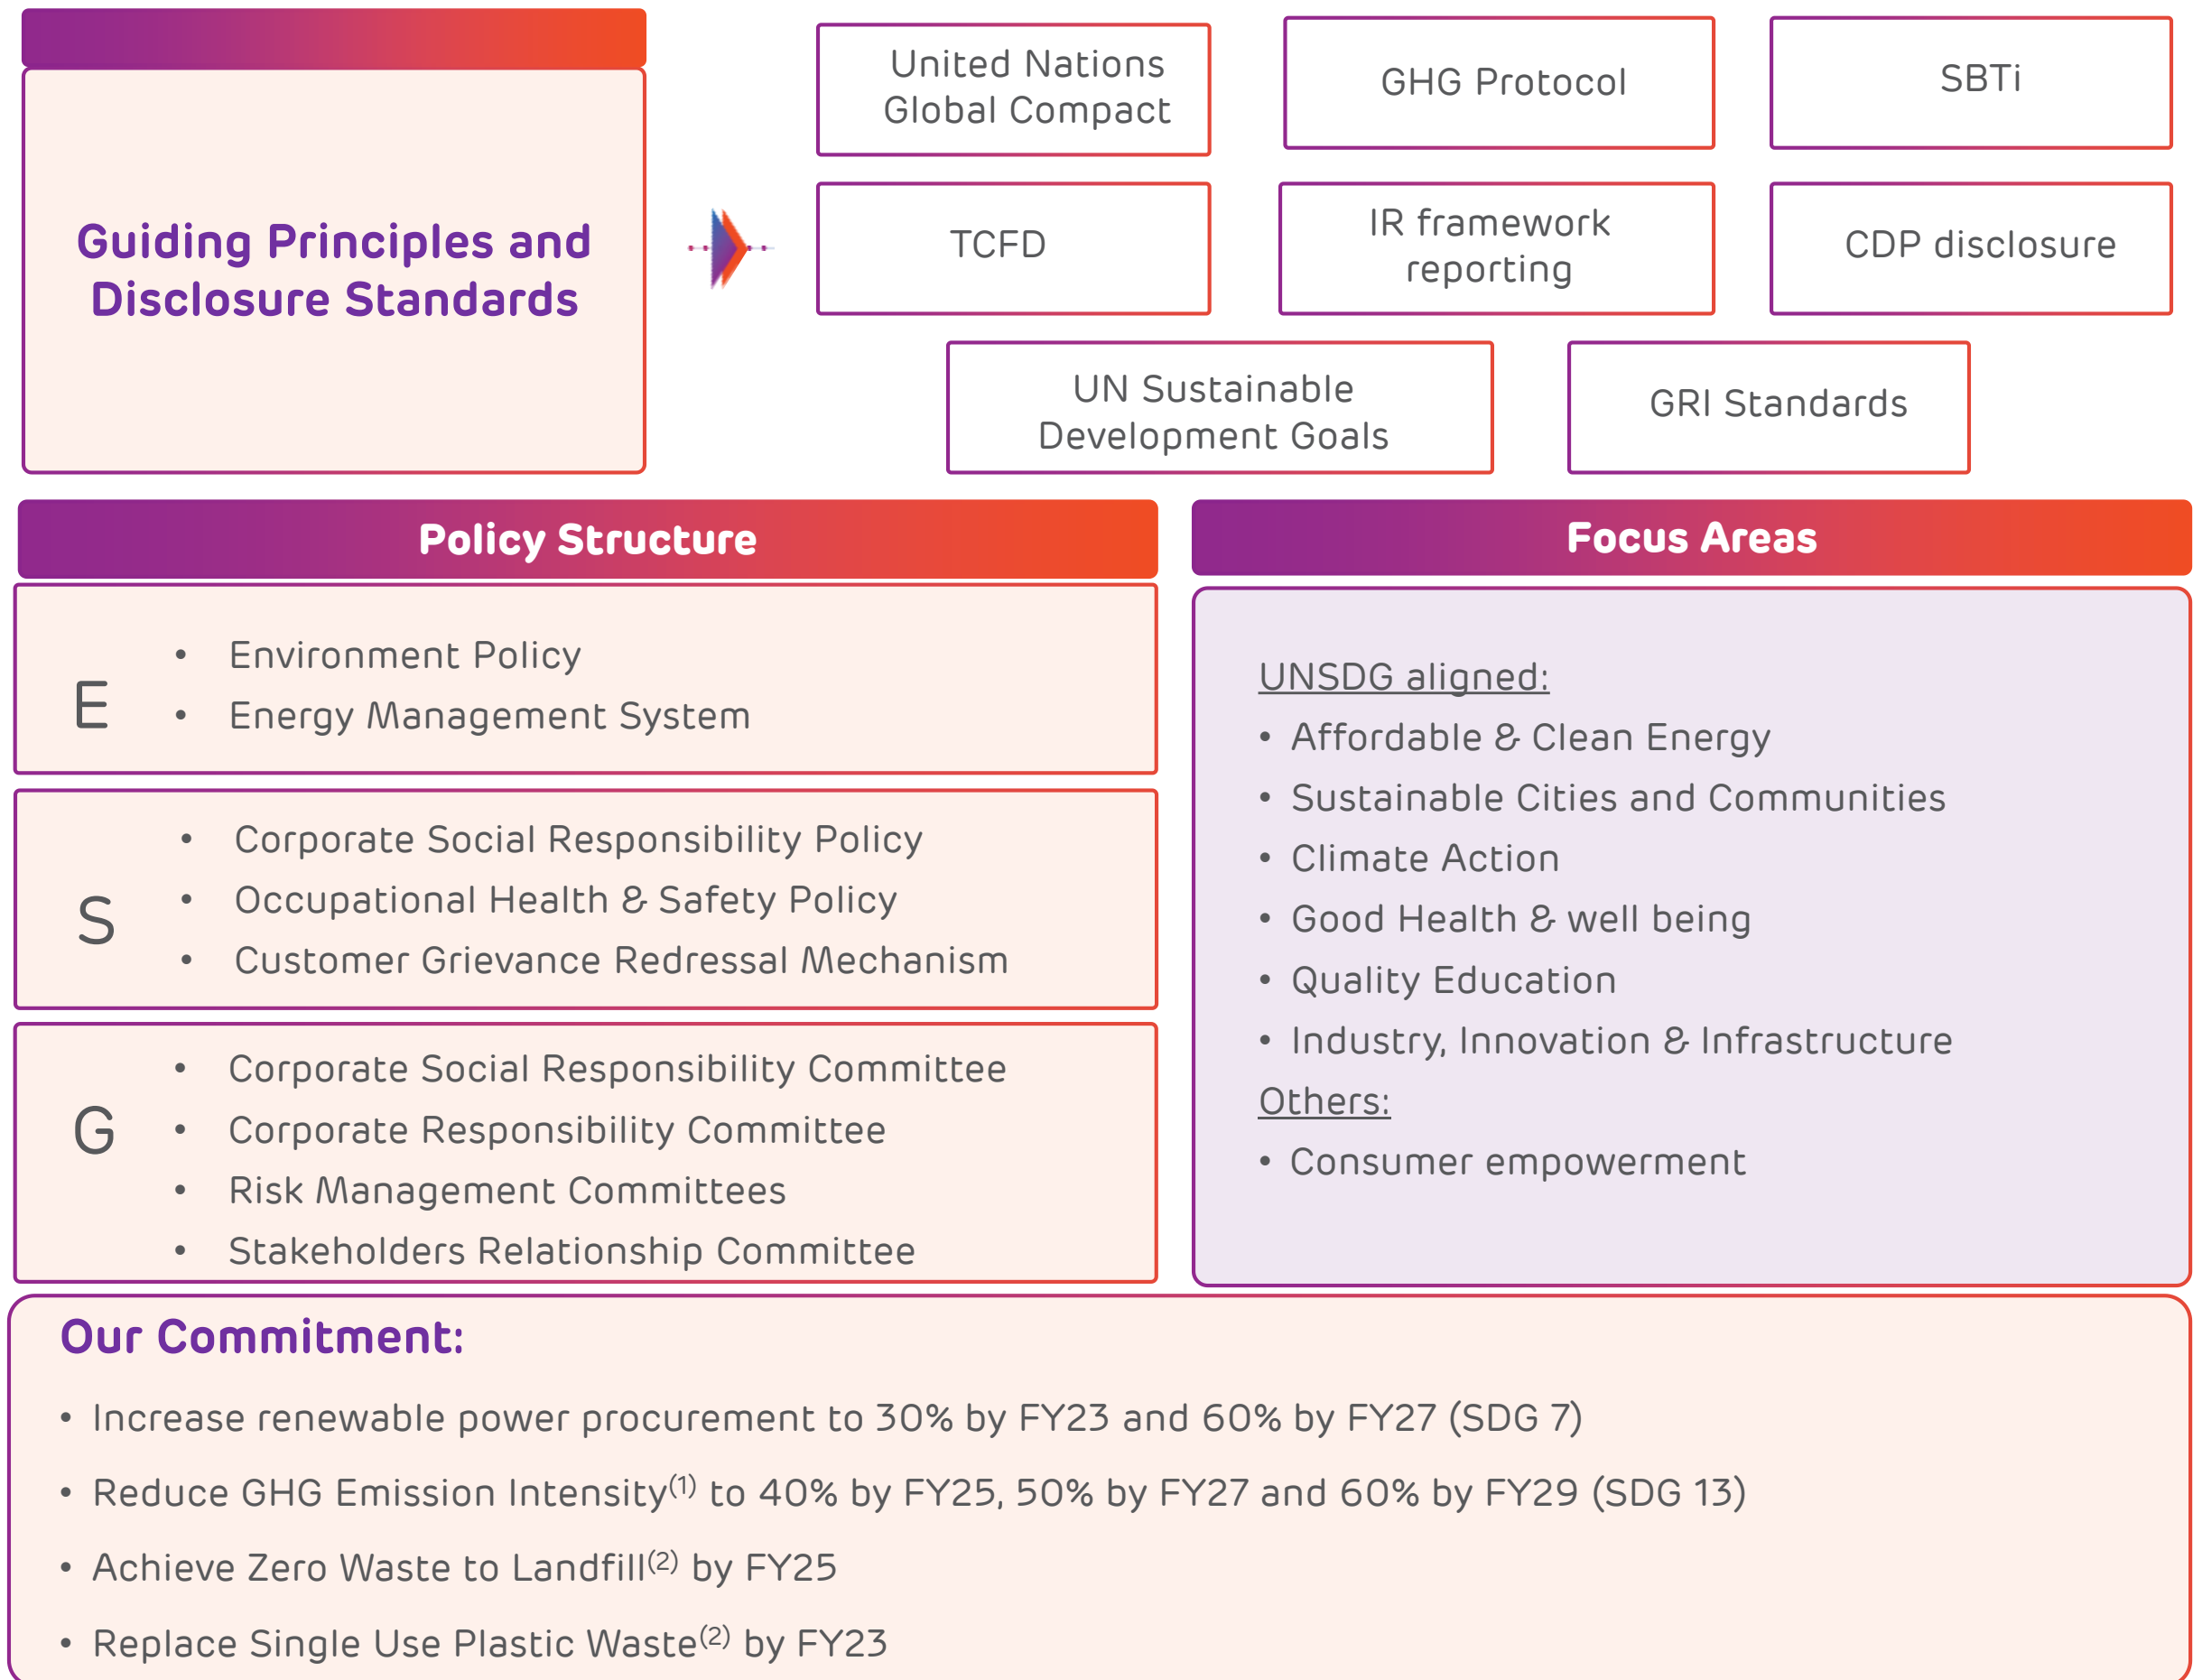 Guiding Principles and
Disclosure Standards
United Nations
Global Compact
GHG Protocol
SBTi
TCFD
IR framework
reporting
CDP disclosure
UN Sustainable
Development Goals
GRI Standards
Policy Structure
E
• Environment Policy
• Energy Management System
S
• Corporate Social Responsibility Policy
• Occupational Health & Safety Policy
• Customer Grievance Redressal Mechanism
G
• Corporate Social Responsibility Committee
• Corporate Responsibility Committee
• Risk Management Committees
• Stakeholders Relationship Committee
Focus Areas
UNSDG aligned:
• Affordable & Clean Energy
• Sustainable Cities and Communities
• Climate Action
• Good Health & well being
• Quality Education
• Industry, Innovation & Infrastructure
Others:
• Consumer empowerment
Our Commitment:
• Increase renewable power procurement to 30% by FY23 and 60% by FY27 (SDG 7)
• Reduce GHG Emission Intensity(1) to 40% by FY25, 50% by FY27 and 60% by FY29 (SDG 13)
• Achieve Zero Waste to Landfill(2) by FY25
• Replace Single Use Plastic Waste(2) by FY23